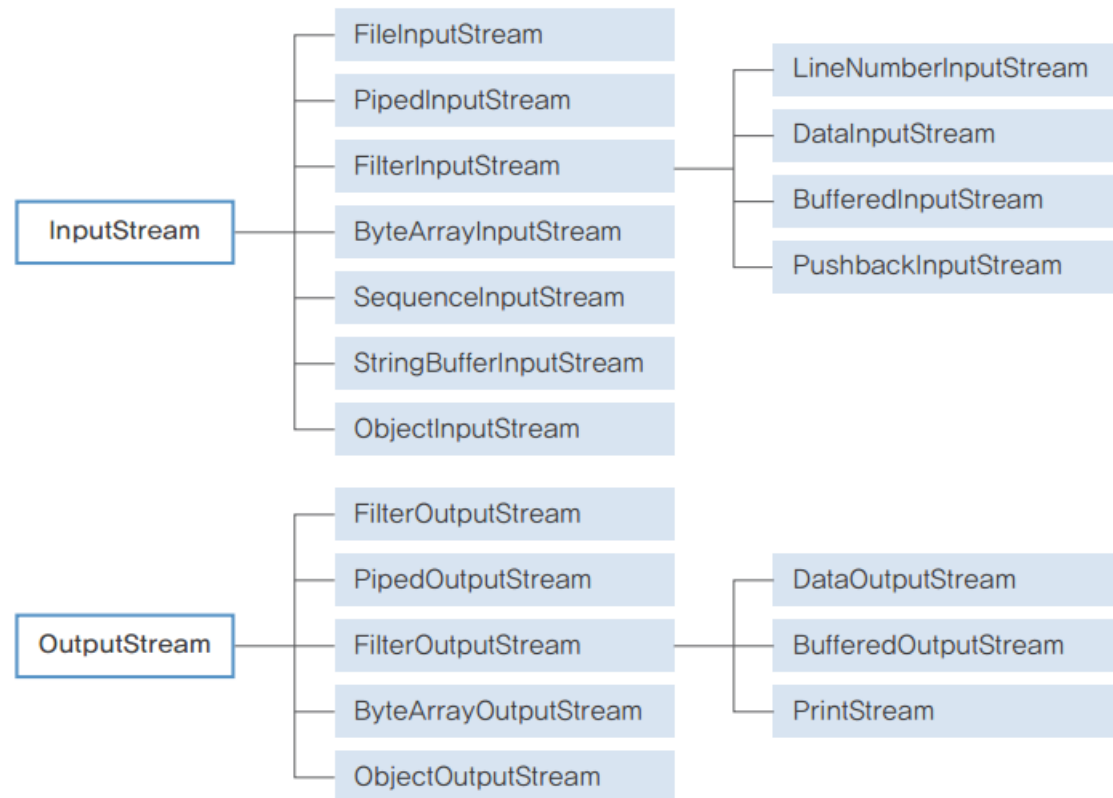 InputStream
FileInputStream
PipedInputStream
FilterInputStream
ByteArrayInputStream
SequenceInputStream
StringBufferInputStream
ObjectInputStream
LineNumberInputStream
DataInputStream
BufferedInputStream
PushbackInputStream
OutputStream
FilterOutputStream
PipedOutputStream
FilterOutputStream
ByteArrayOutputStream
ObjectOutputStream
DataOutputStream
BufferedOutputStream
PrintStream